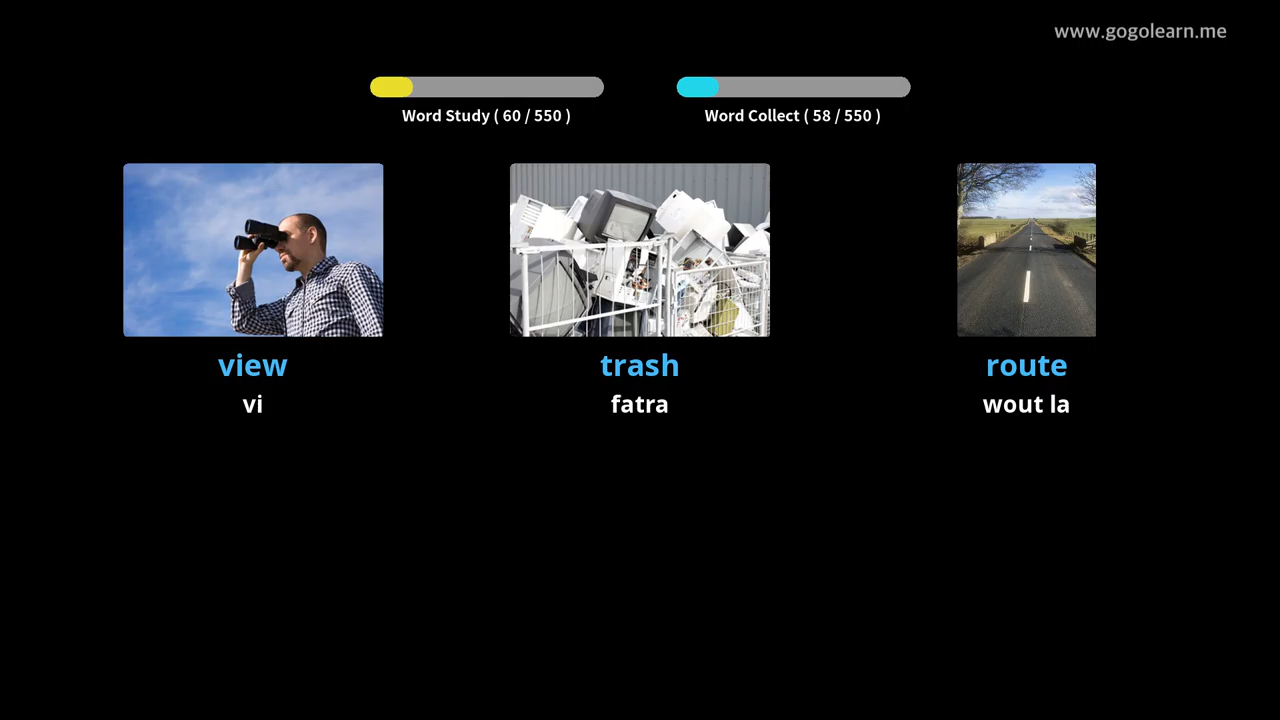 www.gogolearn.me
Word Study ( 60 / 550 )
Word Collect ( 58 / 550 )
view
trash
route
vi
fatra
wout la